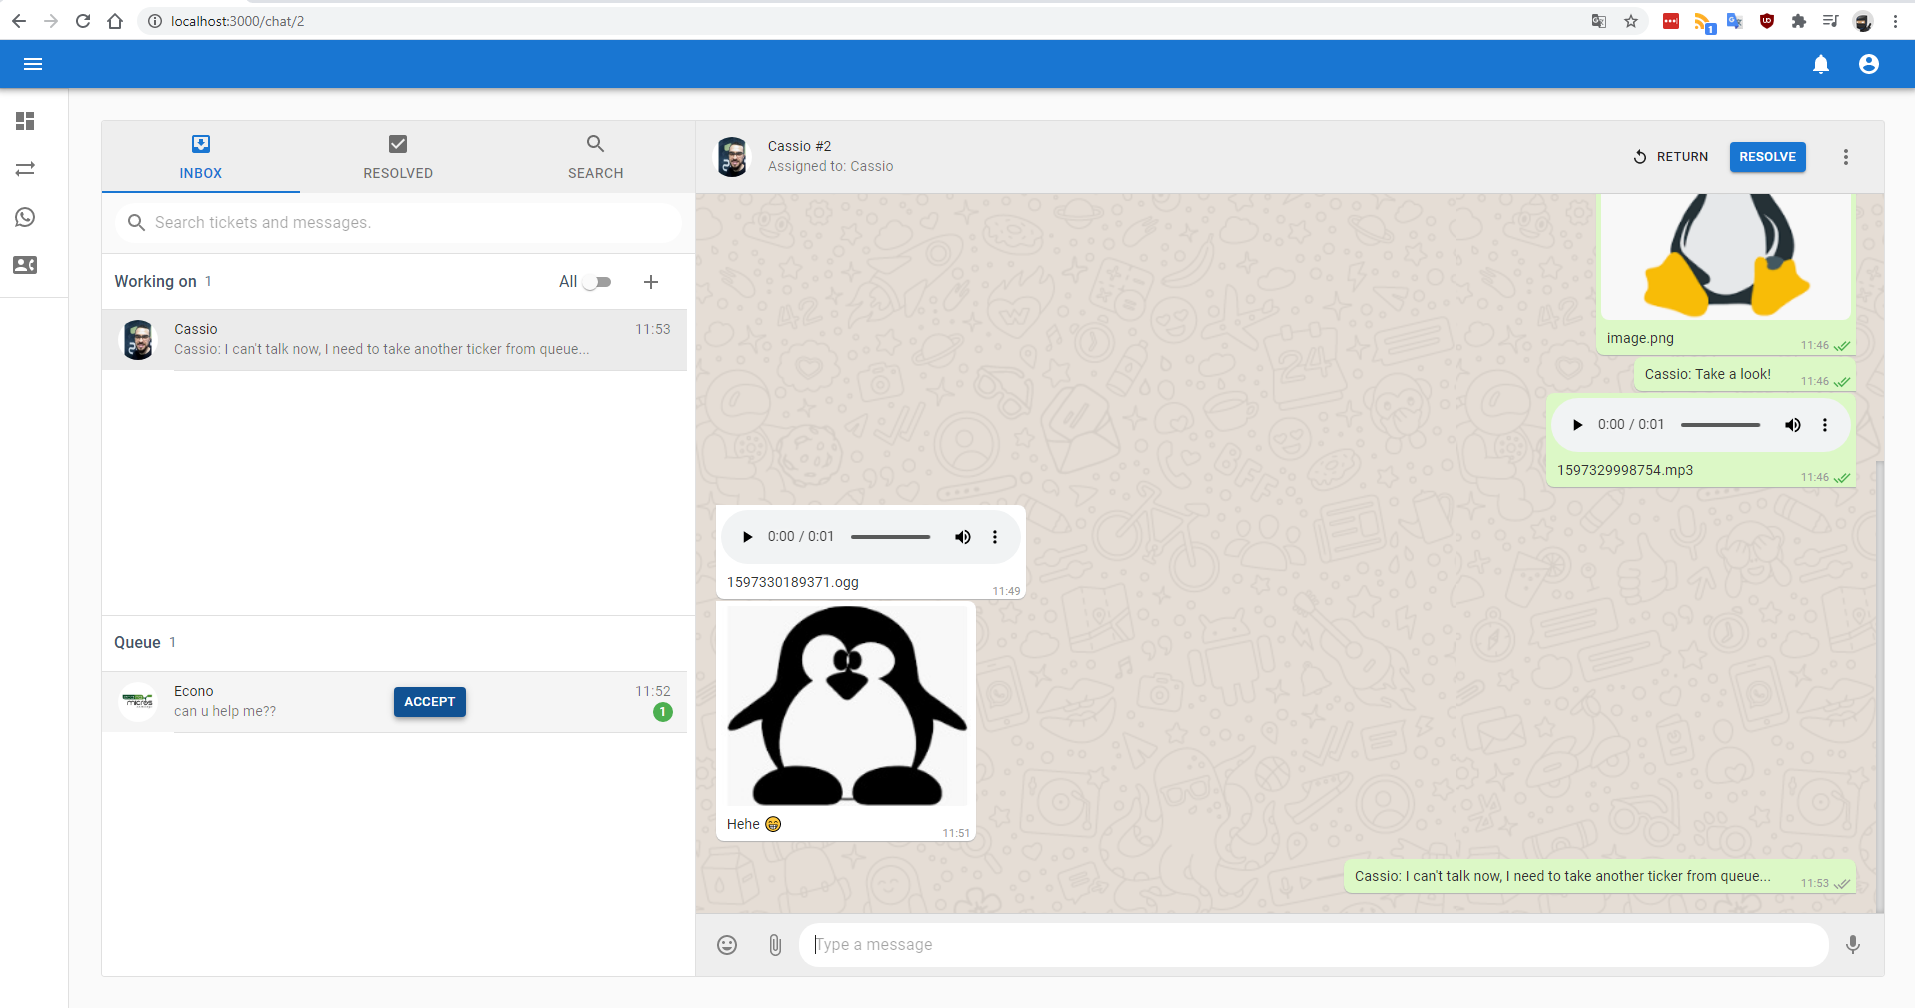 localhost:3000/chat/2
1
INBOX
RESOLVED
SEARCH
Search tickets and messages.
Working on 1
All
Cassio
11:53
Cassio: I can't talk now, I need to take another ticker from queue...
Queue 1
Econo
11:52
can u help me??
ACCEPT
1
Cassio #2
Assigned to: Cassio
RETURN
RESOLVE
image.png
11:46
Cassio: Take a look!
11:46
0:00 / 0:01
1597329998754.mp3
11:46
0:00 / 0:01
1597330189371.ogg
11:49
Hehe 😁
11:51
Cassio: I can't talk now, I need to take another ticker from queue...
11:53
Type a message